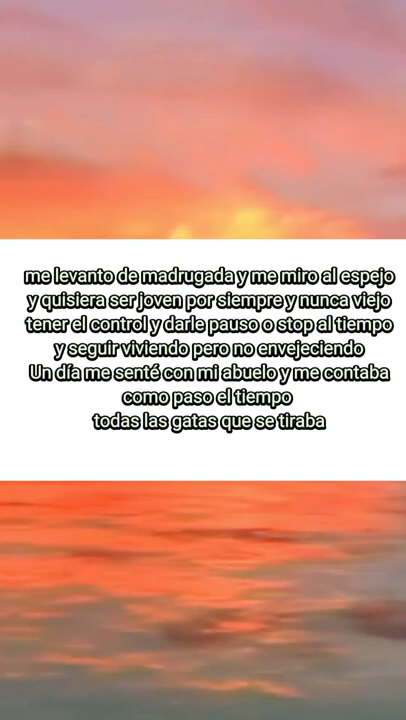 me levanto de madrugada y me miro al espejo
y quisiera ser joven por siempre y nunca viejo
tener el control y darle pauso o stop al tiempo
y seguir viviendo pero no envejeciendo
Un día me senté con mi abuelo y me contaba
como paso el tiempo
todas las gatas que se tiraba